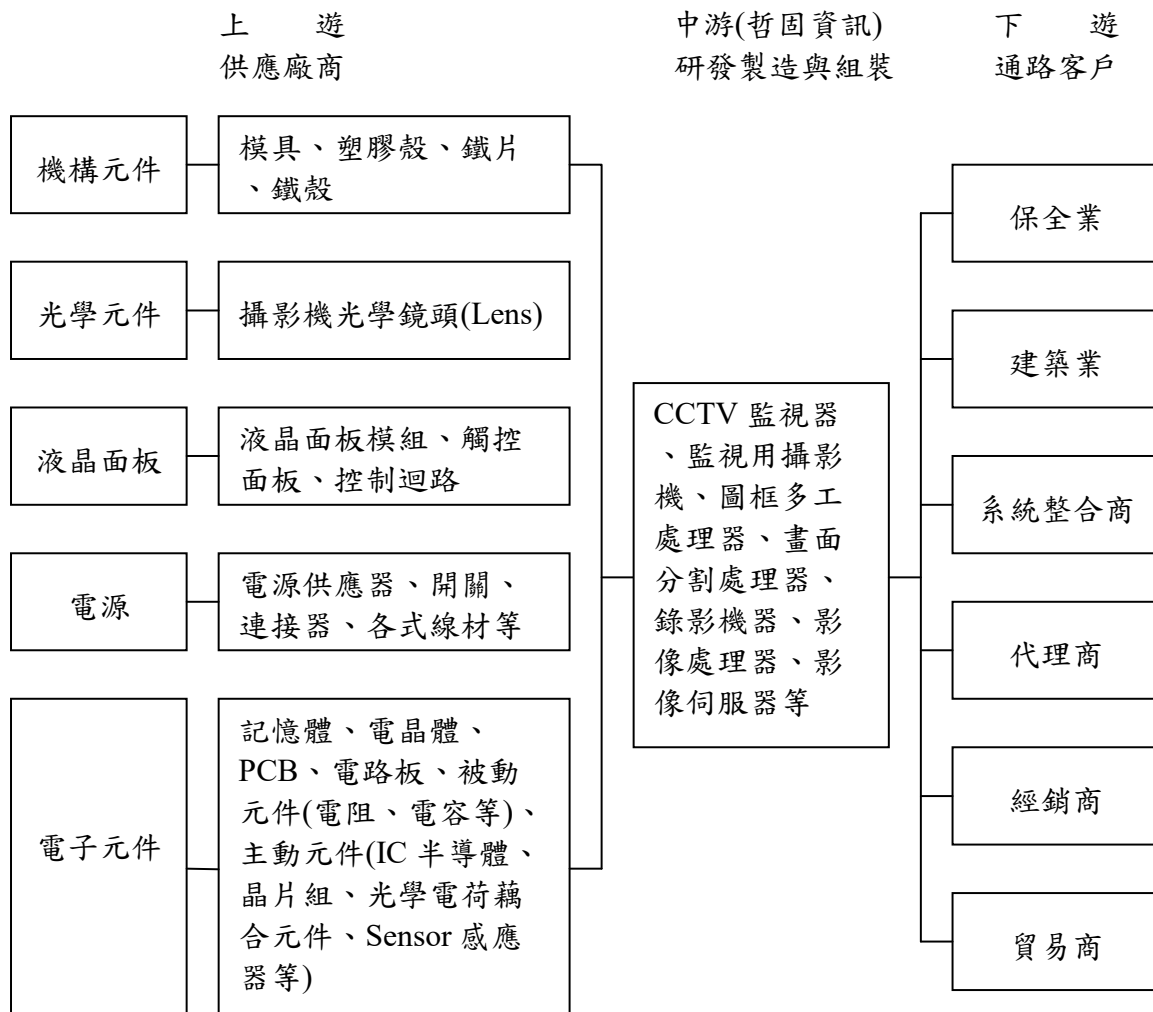 上 遊
供應廠商
中游(哲固資訊)
研發製造與組裝
下 遊
通路客戶
機構元件
模具、塑膠殼、鐵片
、鐵殼
光學元件
攝影機光學鏡頭(Lens)
液晶面板
液晶面板模組、觸控
面板、控制迴路
電源
電源供應器、開關、
連接器、各式線材等
電子元件
記憶體、電晶體、
PCB、電路板、被動
元件(電阻、電容等)、
主動元件(IC 半導體、
晶片組、光學電荷藕
合元件、Sensor 感應
器等)
CCTV 監視器
、監視用攝影
機、圖框多工
處理器、畫面
分割處理器、
錄影機器、影
像處理器、影
像伺服器等
保全業
建築業
系統整合商
代理商
經銷商
貿易商